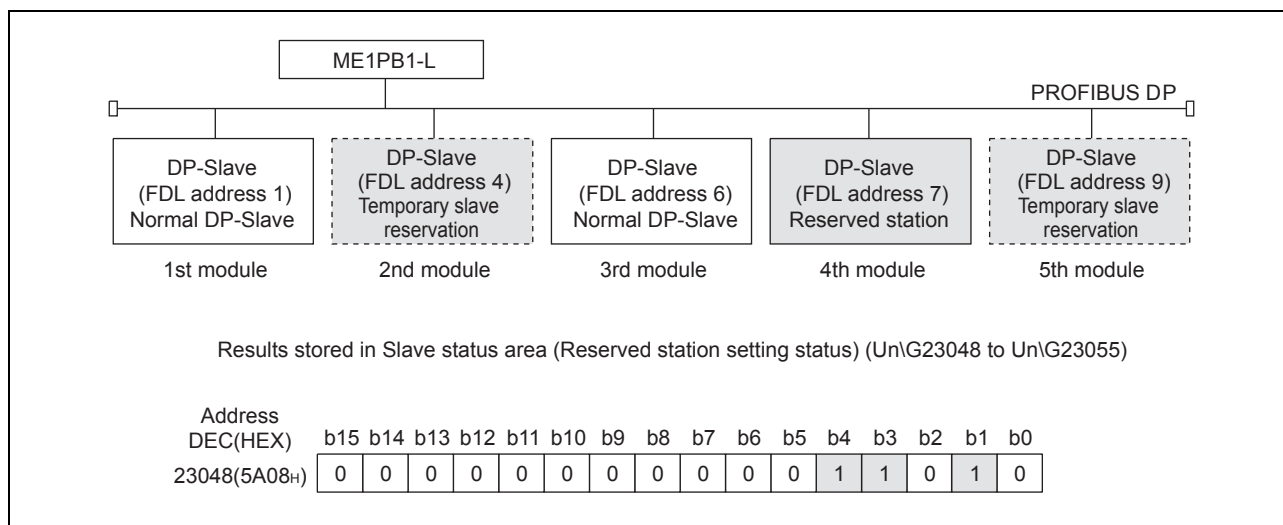 ME1PB1-L
PROFIBUS DP
DP-Slave
(FDL address 1)
Normal DP-Slave
DP-Slave
(FDL address 4)
Temporary slave
reservation
DP-Slave
(FDL address 6)
Normal DP-Slave
DP-Slave
(FDL address 7)
Reserved station
DP-Slave
(FDL address 9)
Temporary slave
reservation
1st module 2nd module 3rd module 4th module 5th module
Results stored in Slave status area (Reserved station setting status) (Un\G23048 to Un\G23055)
Address
DEC(HEX) b15 b14 b13 b12 b11 b10 b9 b8 b7 b6 b5 b4 b3 b2 b1 b0
23048(5A08H) 0 0 0 0 0 0 0 0 0 0 0 1 1 0 1 0